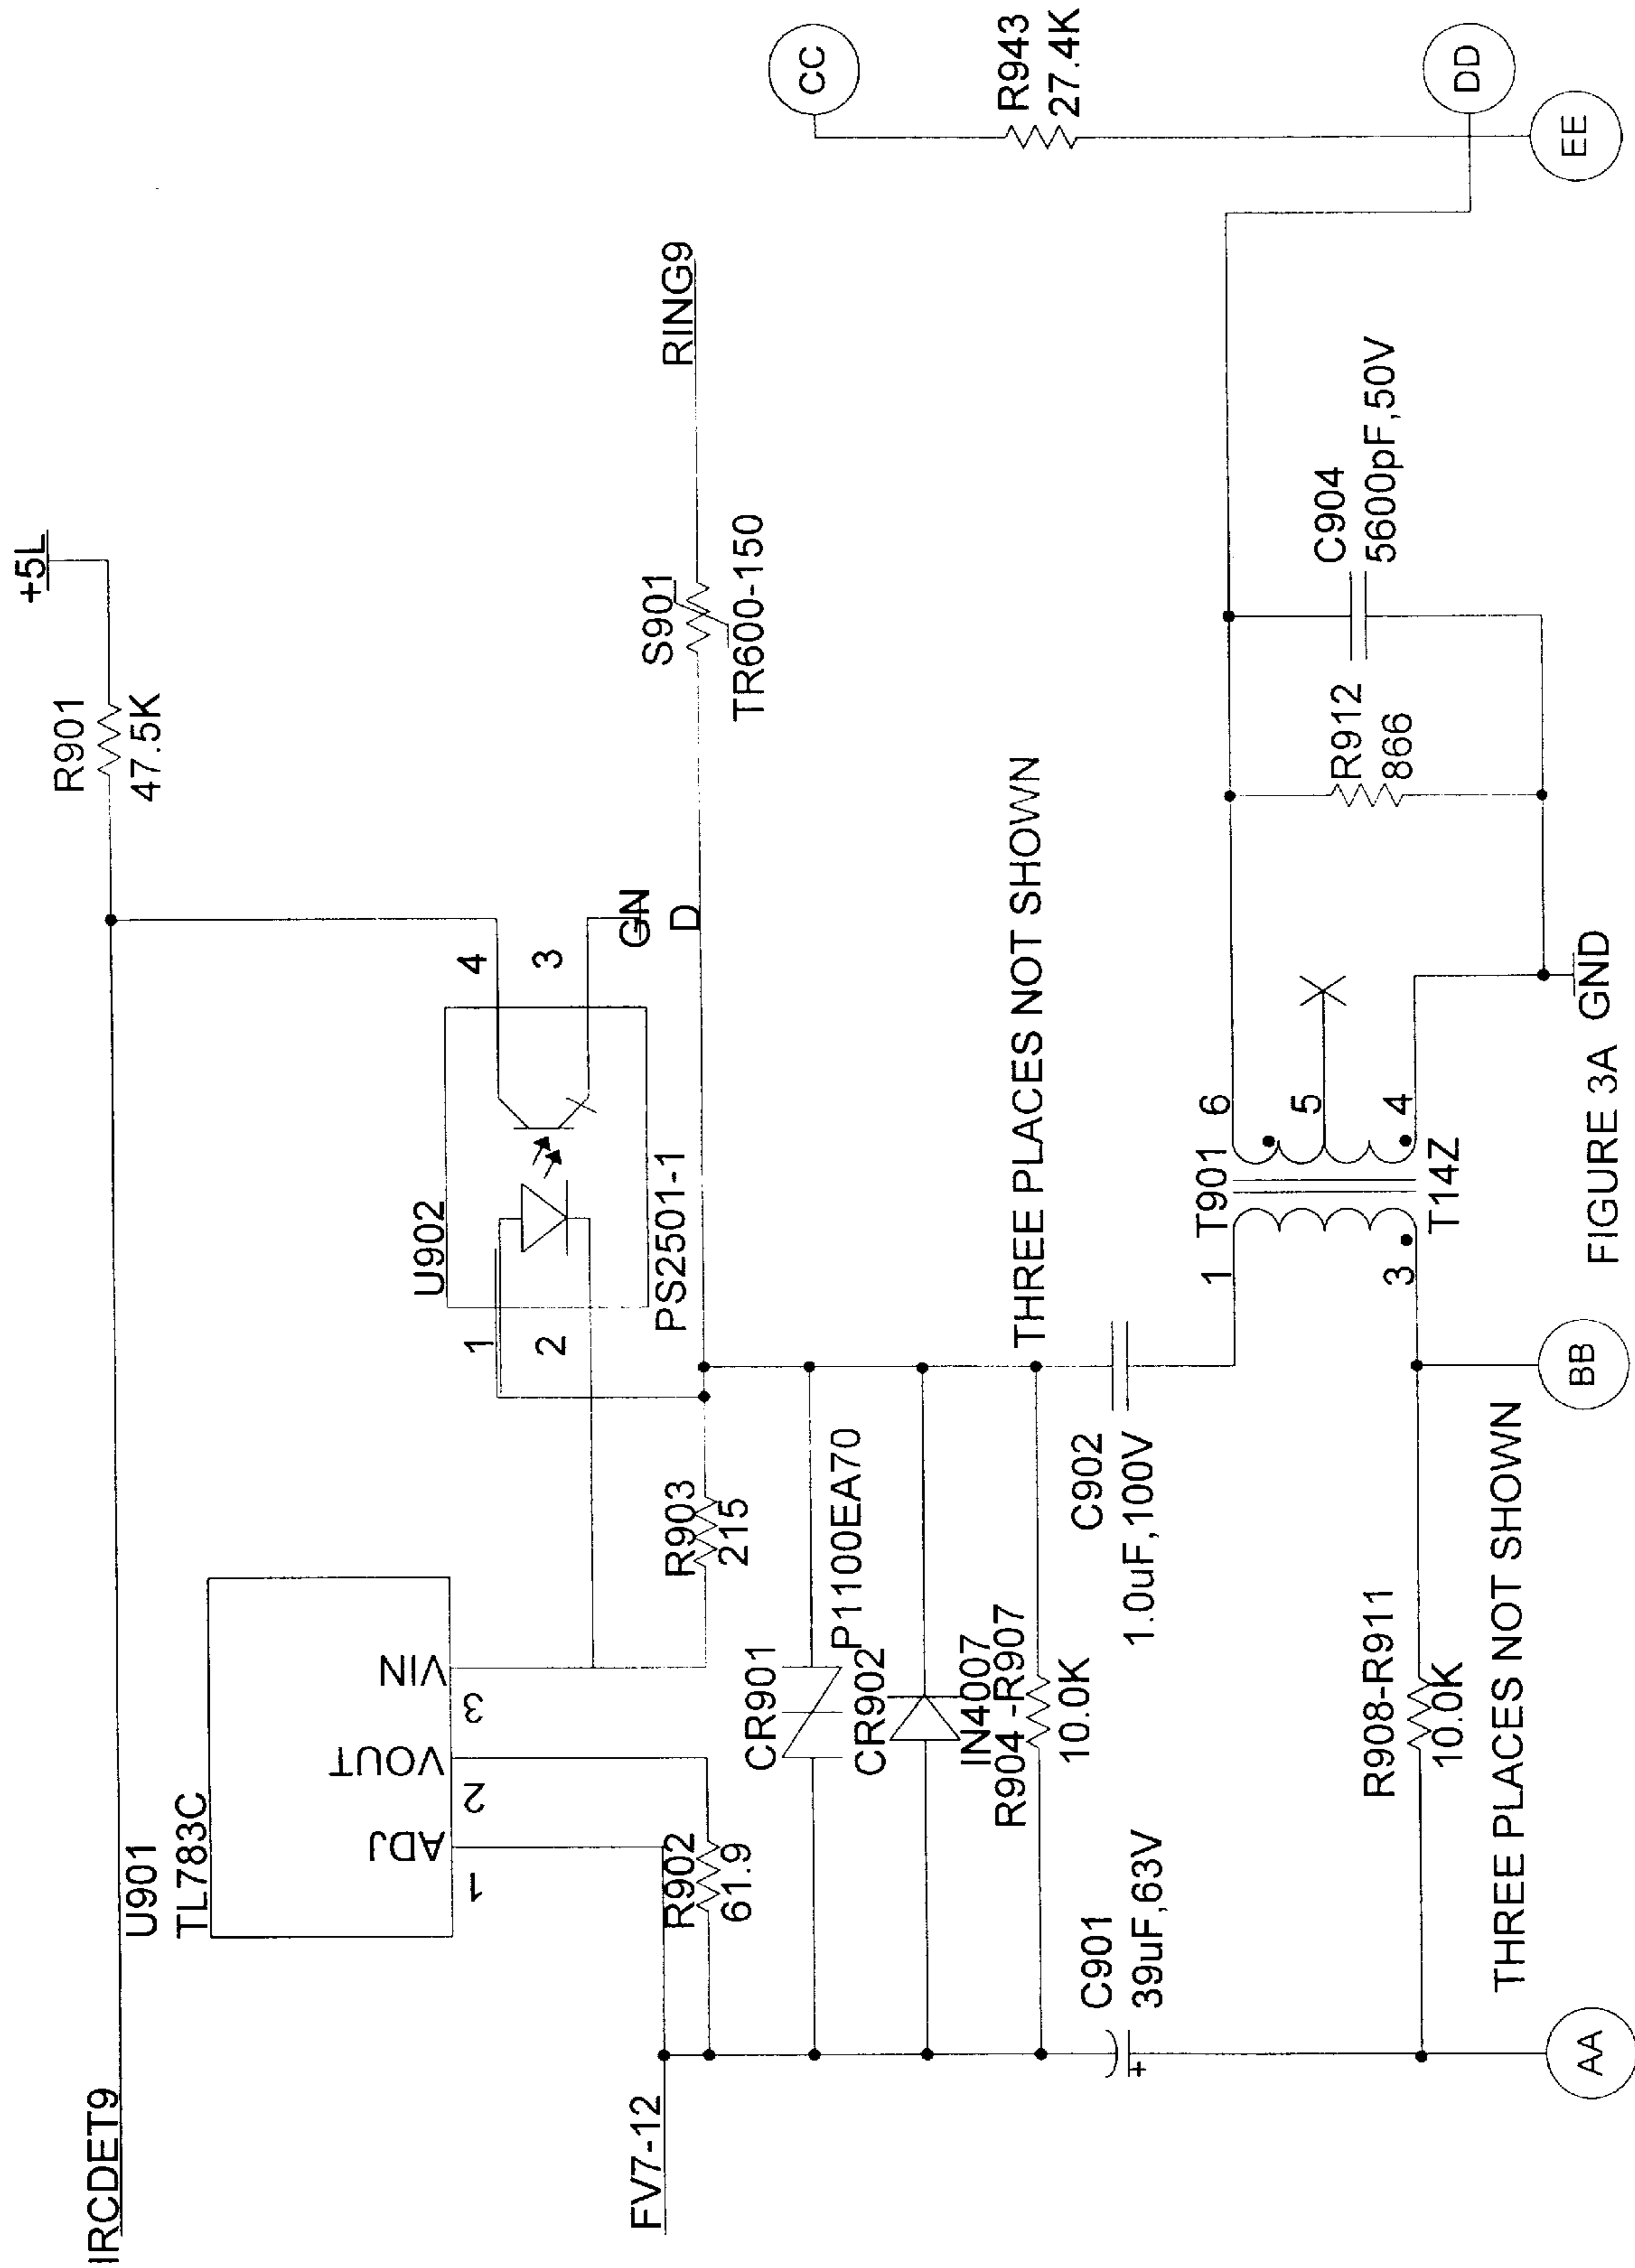 IRCDET9
U901
TL783C
ADJ
VOUT
VIN
1
2
3
R901
47.5K
+5L
U902
1
2
4
3
PS2501-1
GN
D
FV7-12
R902
61.9
R903
215
S901
TR600-150
RING9
CR901
P1100EA70
CR902
IN4007
R904-R907
10.0K
THREE PLACES NOT SHOWN
C901
39uF,63V
+
C902
1.0uF,100V
R908-R911
10.0K
THREE PLACES NOT SHOWN
T901
1
3
6
5
4
T14Z
R912
866
C904
5600pF,50V
GND
CC
R943
27.4K
DD
EE
AA
BB
FIGURE 3A